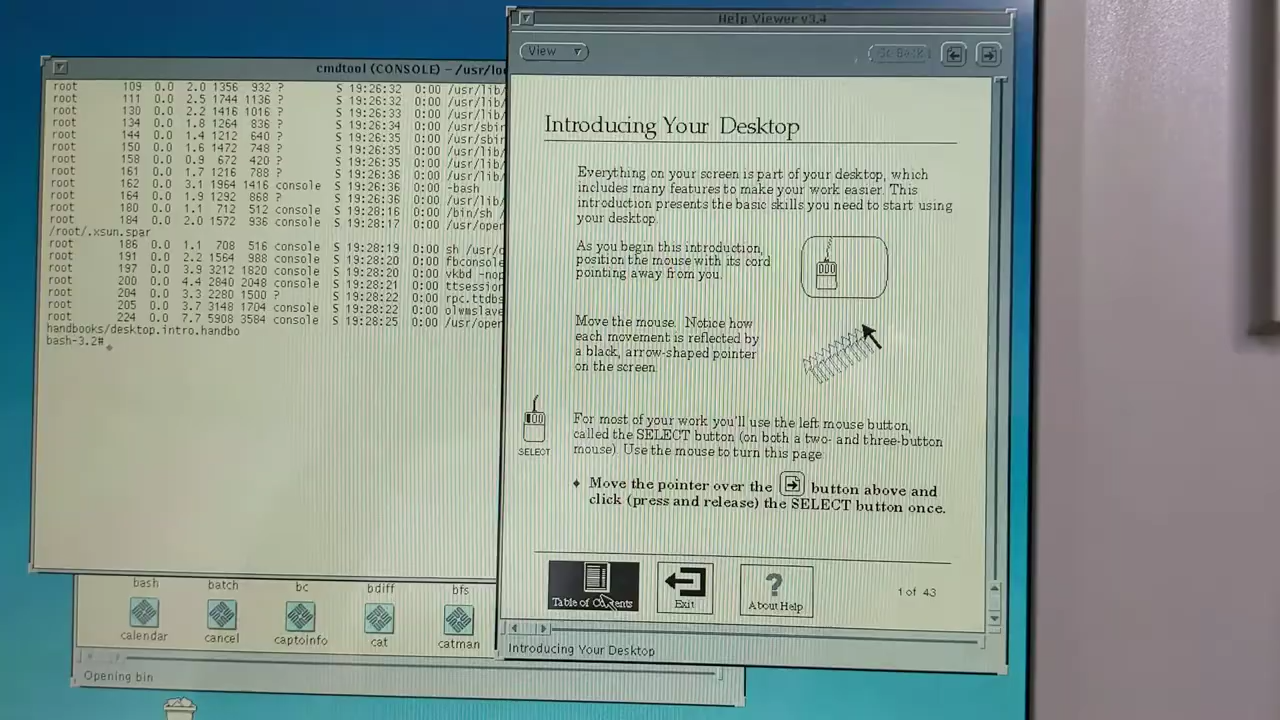 Help Viewer v3.4
View
Go Back
cmdtool (CONSOLE) - /usr/lo
root 109 0.0 2.0 1356 932 ? S 19:26:32 0:00 /usr/lib/
root 111 0.0 2.5 1744 1136 ? S 19:26:32 0:00 /usr/lib/
root 130 0.0 2.2 1416 1016 ? S 19:26:33 0:00 /usr/lib/
root 134 0.0 1.8 1264 836 ? S 19:26:34 0:00 /usr/sbin
root 144 0.0 1.4 1212 640 ? S 19:26:35 0:00 /usr/sbin
root 150 0.0 1.6 1472 748 ? S 19:26:35 0:00 /usr/lib/
root 158 0.0 0.9 672 420 ? S 19:26:35 0:00 /usr/lib/
root 161 0.0 1.7 1216 788 ? S 19:26:36 0:00 /usr/lib/
root 162 0.0 3.1 1964 1416 console S 19:26:36 0:00 -bash
root 164 0.0 1.9 1292 868 ? S 19:26:36 0:00 /usr/lib/
root 180 0.0 1.1 712 512 console S 19:28:16 0:00 /bin/sh /
root 184 0.0 2.0 1572 936 console S 19:28:17 0:00 /usr/open
/root/.xsun.spar
root 186 0.0 1.1 708 516 console S 19:28:19 0:00 sh /usr/o
root 191 0.0 2.2 1564 988 console S 19:28:20 0:00 fbconsole
root 197 0.0 3.9 3212 1820 console S 19:28:20 0:00 vkbd -nop
root 200 0.0 4.4 2840 2048 console S 19:28:21 0:00 ttsession
root 204 0.0 3.3 2280 1500 ? S 19:28:22 0:00 rpc.ttdbs
root 205 0.0 3.7 3148 1704 console S 19:28:22 0:00 olwmslave
root 224 0.0 7.7 5908 3584 console S 19:28:25 0:00 /usr/open
handbooks/desktop.intro.handbo
bash-3.2#
Introducing Your Desktop
Everything on your screen is part of your desktop, which
includes many features to make your work easier. This
introduction presents the basic skills you need to start using
your desktop.
As you begin this introduction,
position the mouse with its cord
pointing away from you.
Move the mouse. Notice how
each movement is reflected by
a black, arrow-shaped pointer
on the screen.
SELECT
For most of your work you'll use the left mouse button,
called the SELECT button (on both a two- and three-button
mouse). Use the mouse to turn this page.
♦ Move the pointer over the button above and
click (press and release) the SELECT button once.
Table of Contents
Exit
About Help
1 of 43
Introducing Your Desktop
bash batch bc bdiff bfs
calendar cancel captoinfo cat catman
Opening bin